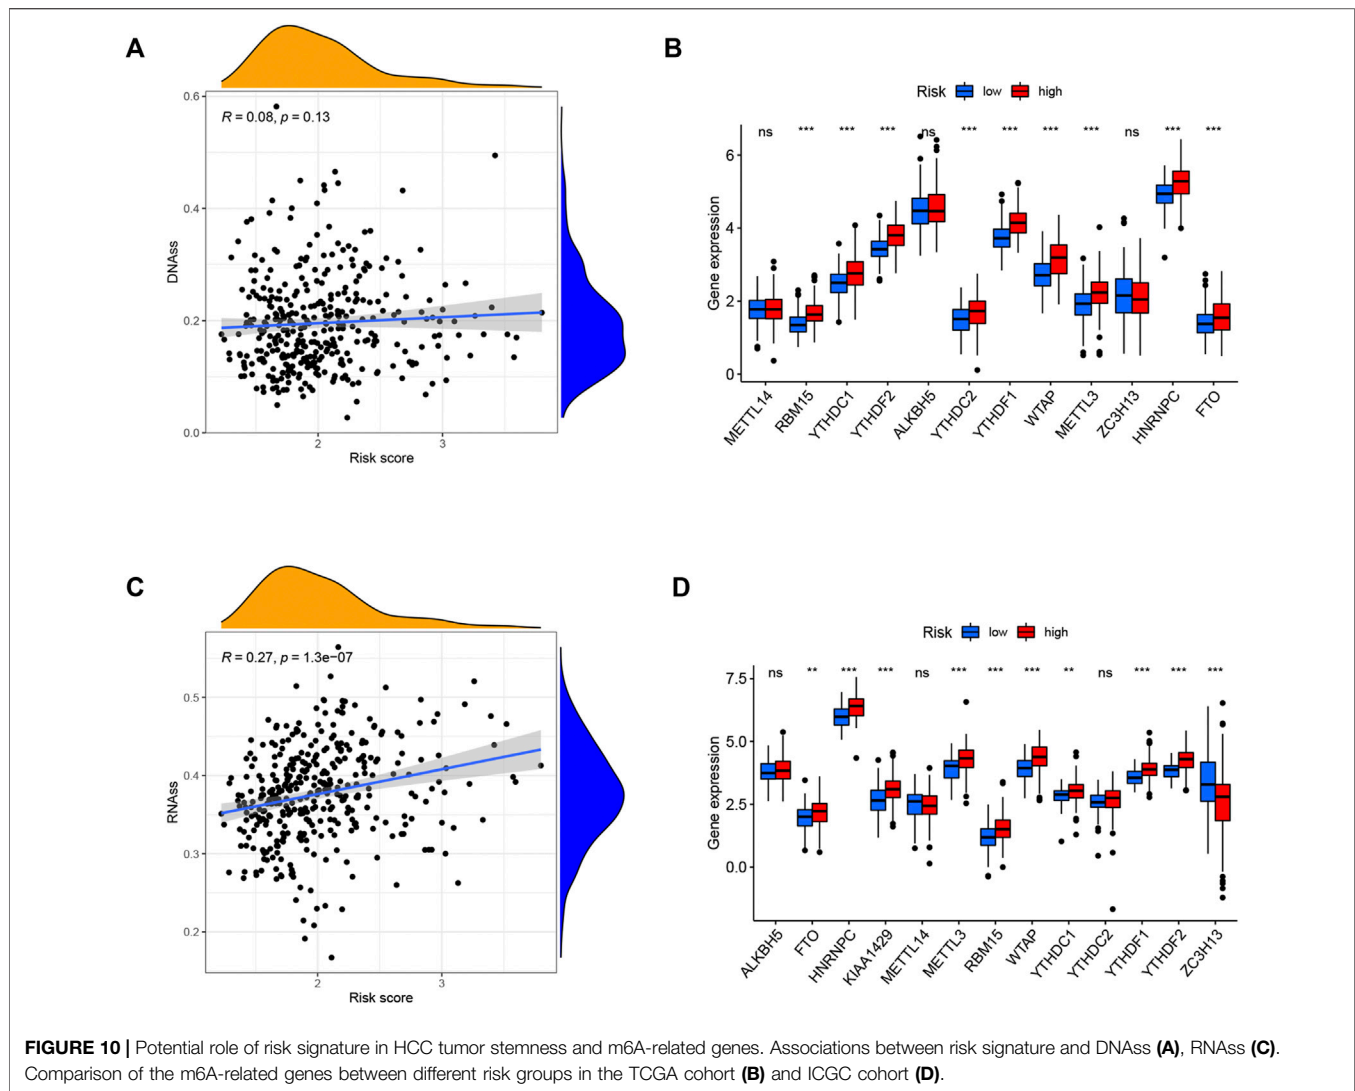 A
R = 0.08, p = 0.13
0.6
0.4
0.2
0.0
DNAss
2 3
Risk score
B
Risk low high
ns *** *** *** ns *** *** *** *** ns *** ***
6
4
2
0
Gene expression
METTL14 RBM15 YTHDC1 YTHDF2 ALKBH5 YTHDC2 YTHDF1 WTAP METTL3 ZC3H13 HNRNPC FTO
C
R = 0.27, p = 1.3e−07
0.5
0.4
0.3
0.2
RNAss
2 3
Risk score
D
Risk low high
ns ** *** *** ns *** *** *** ** ns *** *** ***
7.5
5.0
2.5
0.0
Gene expression
ALKBH5 FTO HNRNPC KIAA1429 METTL14 METTL3 RBM15 WTAP YTHDC1 YTHDC2 YTHDF1 YTHDF2 ZC3H13
FIGURE 10 | Potential role of risk signature in HCC tumor stemness and m6A-related genes. Associations between risk signature and DNAss (A), RNAss (C).
Comparison of the m6A-related genes between different risk groups in the TCGA cohort (B) and ICGC cohort (D).